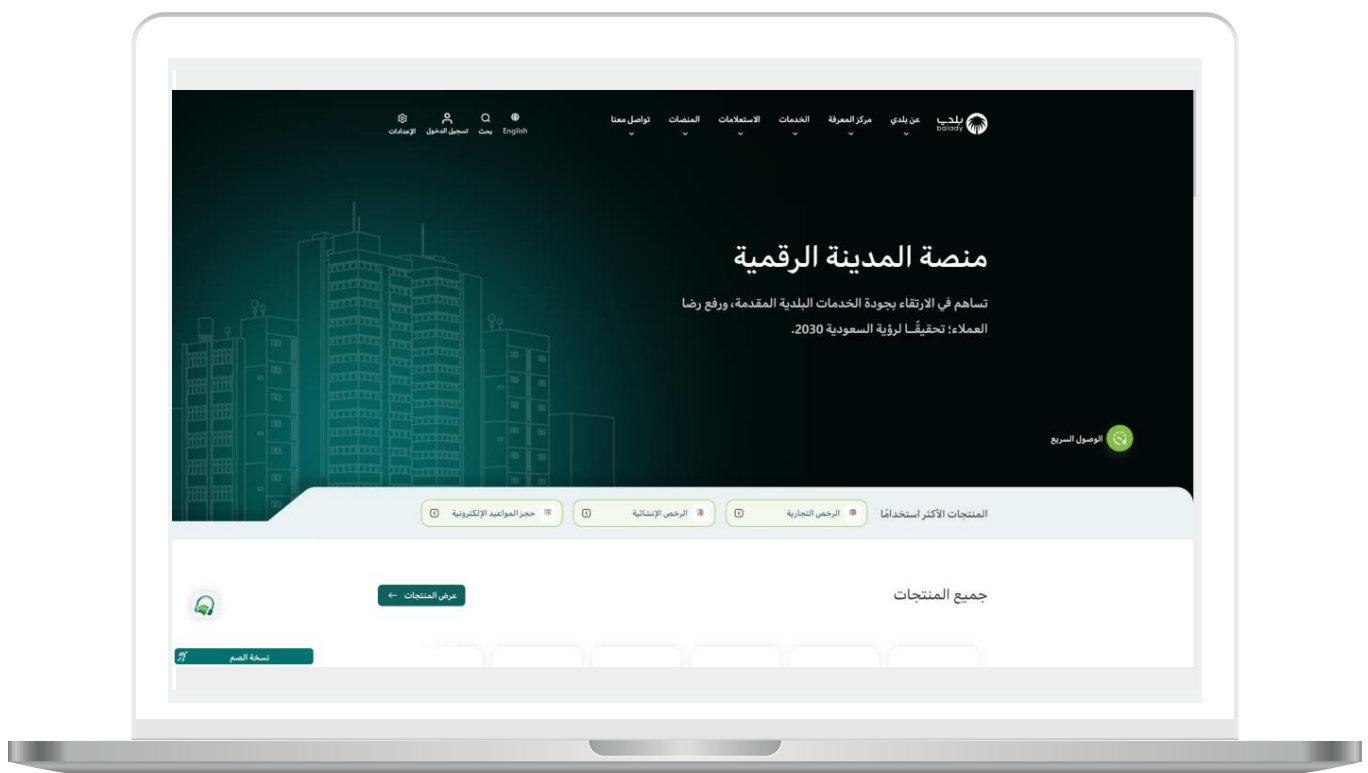 بلدي
balady
عن بلدي
مركز المعرفة
الخدمات
الاستعلامات
المنصات
تواصل معنا
English
بحث
تسجيل الدخول
الإعدادات
منصة المدينة الرقمية
تساهم في الارتقاء بجودة الخدمات البلدية المقدمة، ورفع رضا
العملاء؛ تحقيقًـا لرؤية السعودية 2030.
الوصول السريع
المنتجات الأكثر استخدامًا
الرخص التجارية
الرخص الإنشائية
حجز المواعيد الإلكترونية
جميع المنتجات
عرض المنتجات ←
نسخة الصم